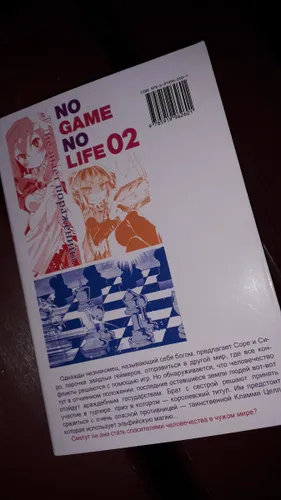 NO
GAME
NO
LIFE 02
Однажды незнакомец, называющий себя богом, предлагает Соре и Си-
ро, парочке заядлых геймеров, отправиться в другой мир, где все кон-
фликты решаются с помощью игр. Но обнаруживается, что человечество
тут в отчаянном положении: последние оставшиеся земли людей вот-вот
отойдут враждебным государствам. Брат с сестрой решают принять
участие в турнире, приз в котором — королевский титул. Им предстоит
сразиться с очень опасной противницей — таинственной Кламми Целл,
которая использует эльфийскую магию...
Смогут ли они стать спасителями человечества в чужом мире?